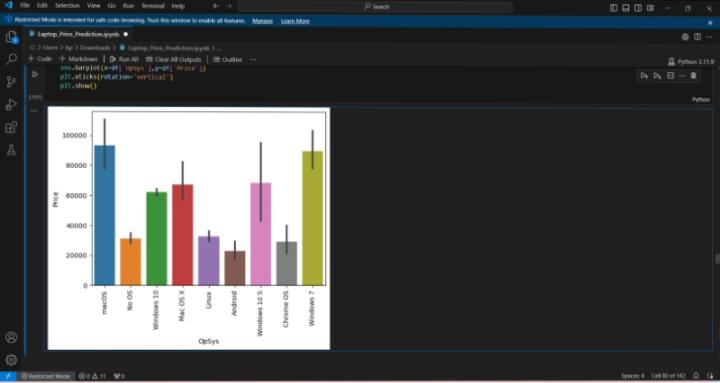 File Edit Selection View Go Run Terminal Help
Search
Restricted Mode is intended for safe code browsing. Trust this window to enable all features. Manage Learn More
Laptop_Price_Prediction.ipynb
C: > Users > hp > Downloads > Laptop_Price_Prediction.ipynb > ...
+ Code + Markdown Run All Clear All Outputs Outline ...
Python 3.11.9
sns.barplot(x=df['OpSys'],y=df['Price'])
plt.xticks(rotation='vertical')
plt.show()
Python
100000
80000
60000
40000
20000
0
Price
macOS
No OS
Windows 10
Mac OS X
Linux
Android
Windows 10 S
Chrome OS
Windows 7
OpSys
Restricted Mode 0 11 0
Spaces: 4 Cell 80 of 142